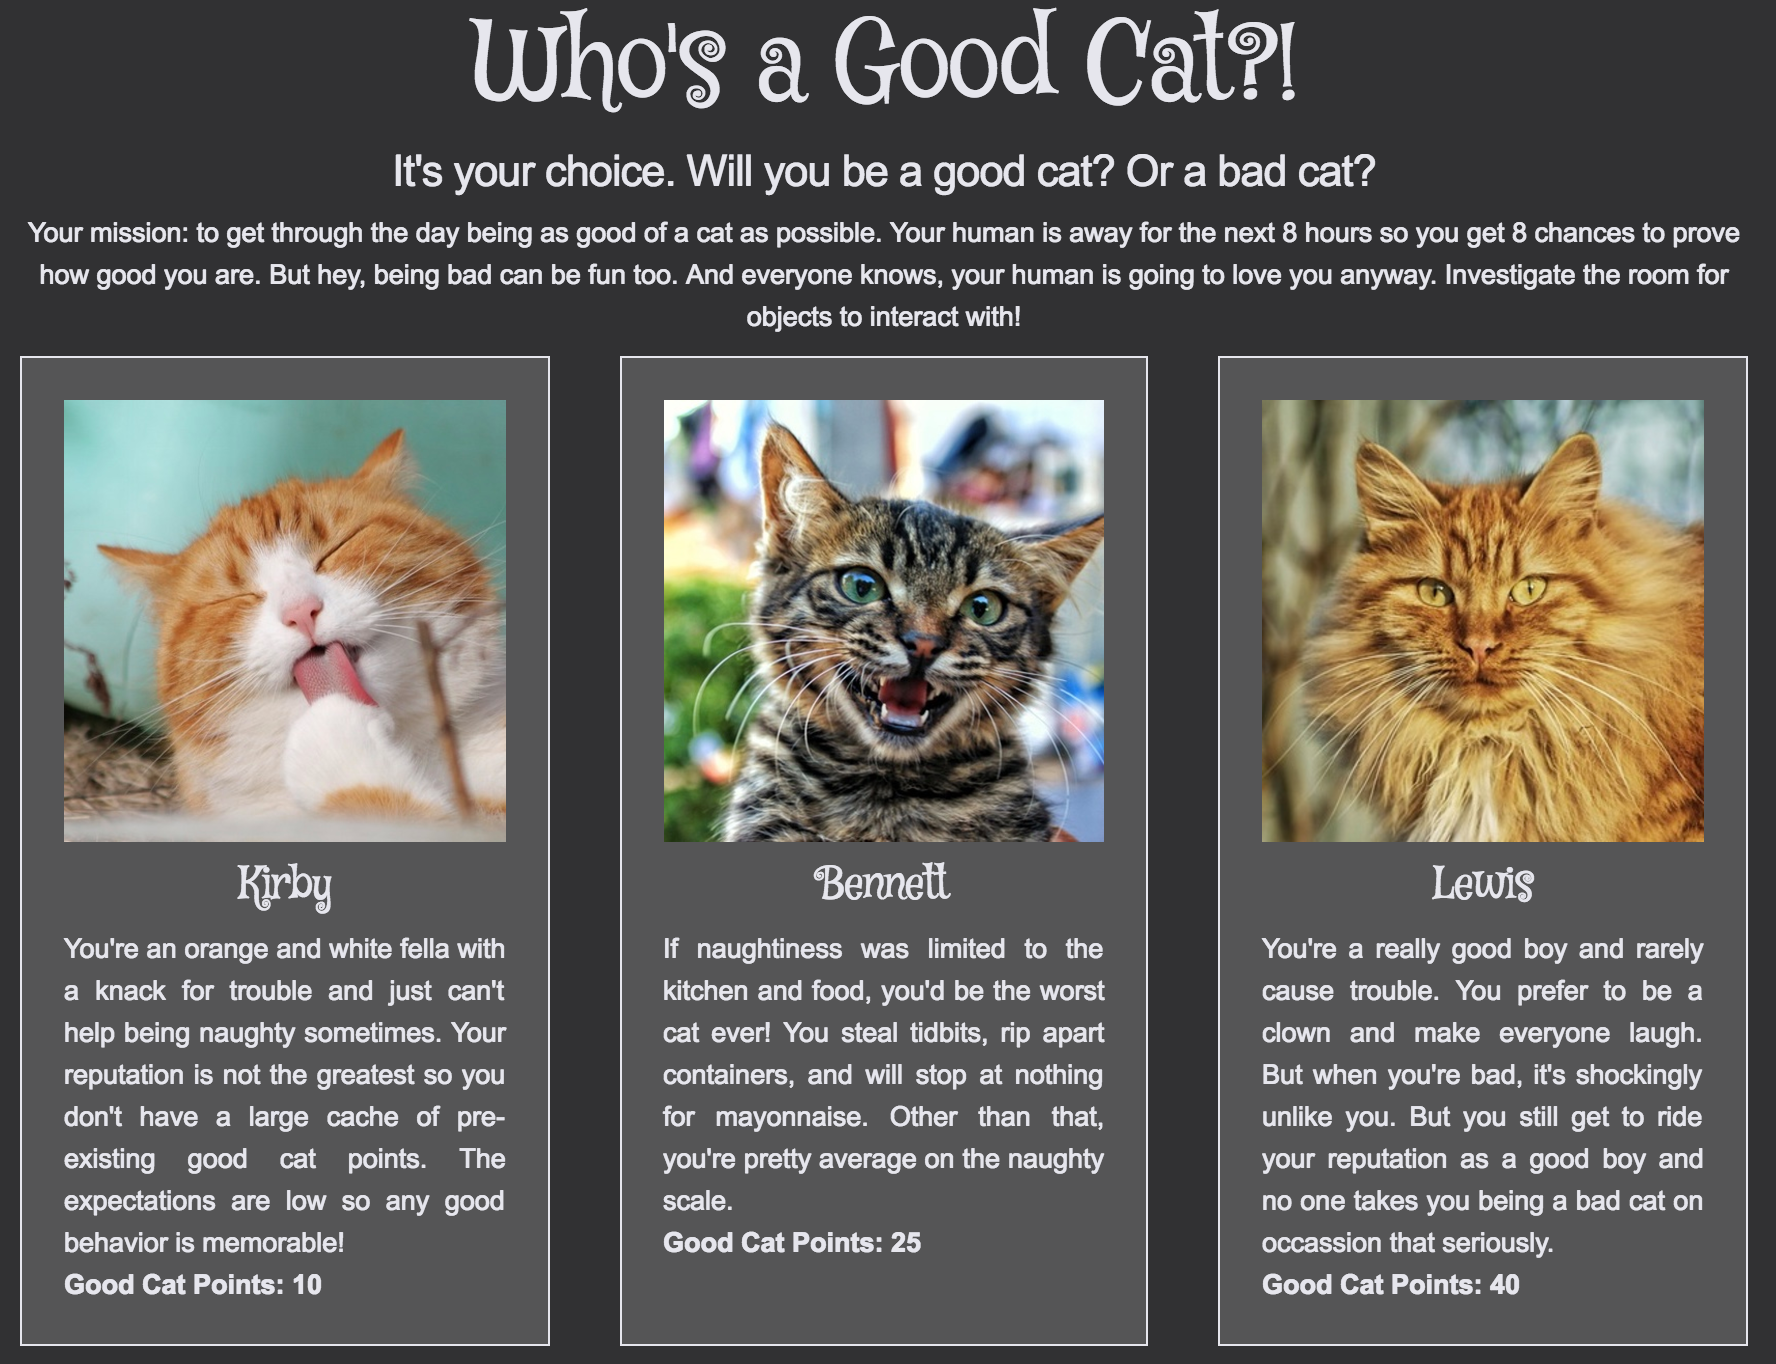 Who's a Good Cat?!
It's your choice. Will you be a good cat? Or a bad cat?
Your mission: to get through the day being as good of a cat as possible. Your human is away for the next 8 hours so you get 8 chances to prove
how good you are. But hey, being bad can be fun too. And everyone knows, your human is going to love you anyway. Investigate the room for
objects to interact with!
Kirby
You're an orange and white fella with
a knack for trouble and just can't
help being naughty sometimes. Your
reputation is not the greatest so you
don't have a large cache of pre-
existing good cat points. The
expectations are low so any good
behavior is memorable!
Good Cat Points: 10
Bennett
If naughtiness was limited to the
kitchen and food, you'd be the worst
cat ever! You steal tidbits, rip apart
containers, and will stop at nothing
for mayonnaise. Other than that,
you're pretty average on the naughty
scale.
Good Cat Points: 25
Lewis
You're a really good boy and rarely
cause trouble. You prefer to be a
clown and make everyone laugh.
But when you're bad, it's shockingly
unlike you. But you still get to ride
your reputation as a good boy and
no one takes you being a bad cat on
occassion that seriously.
Good Cat Points: 40